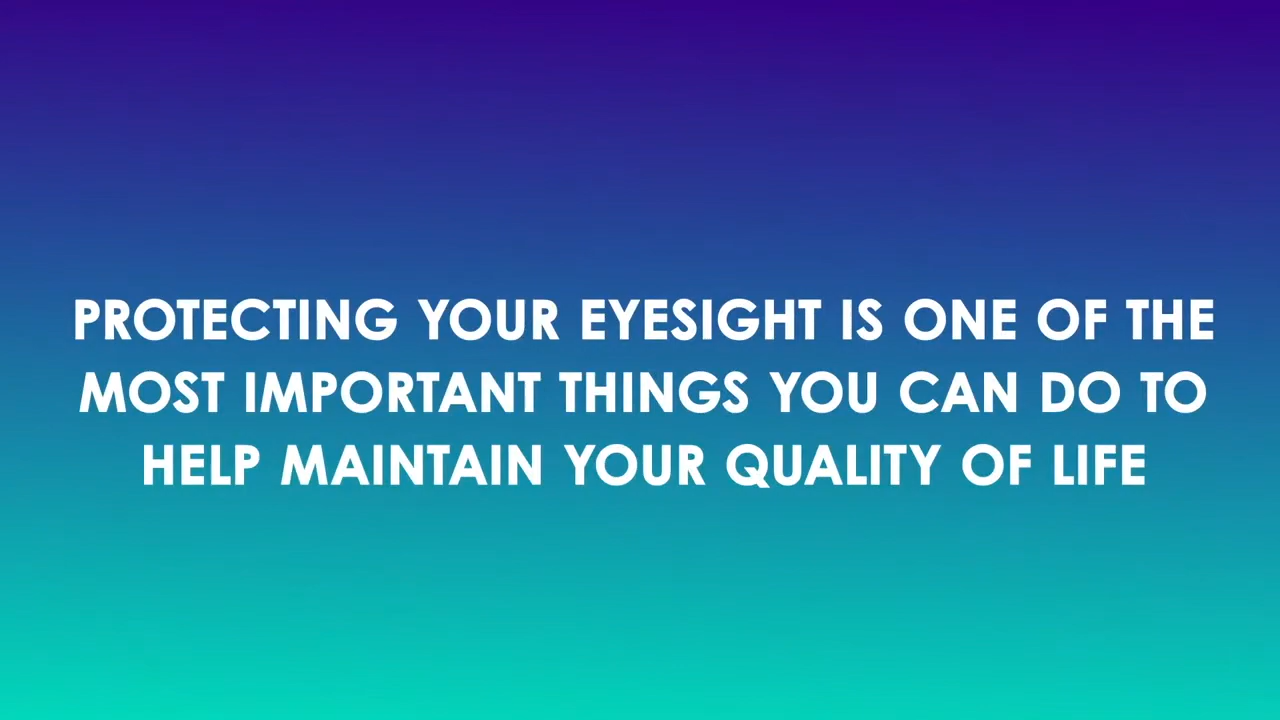 PROTECTING YOUR EYESIGHT IS ONE OF THE
MOST IMPORTANT THINGS YOU CAN DO TO
HELP MAINTAIN YOUR QUALITY OF LIFE